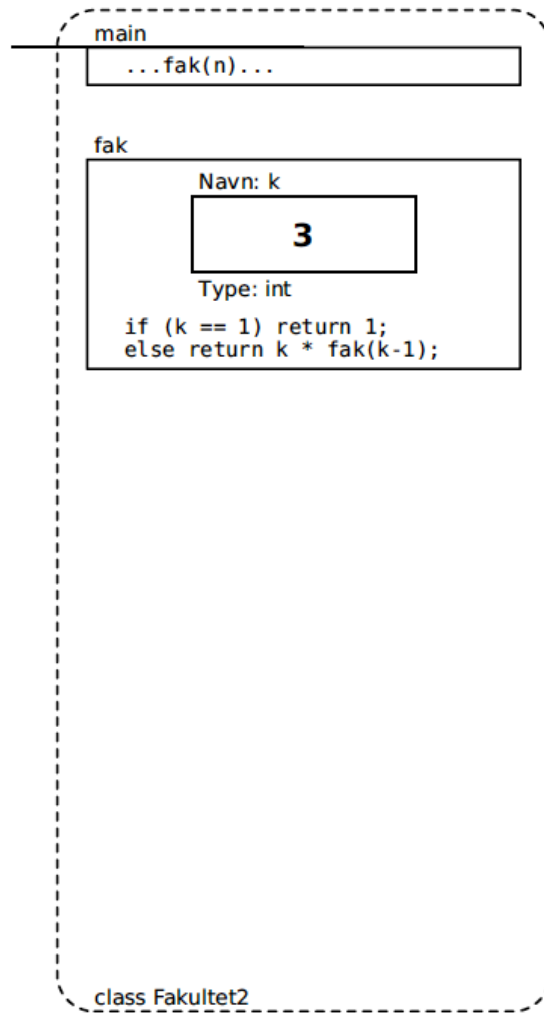 main
...fak(n)...
fak
Navn: k
3
Type: int
if (k == 1) return 1;
else return k * fak(k-1);
class Fakultet2